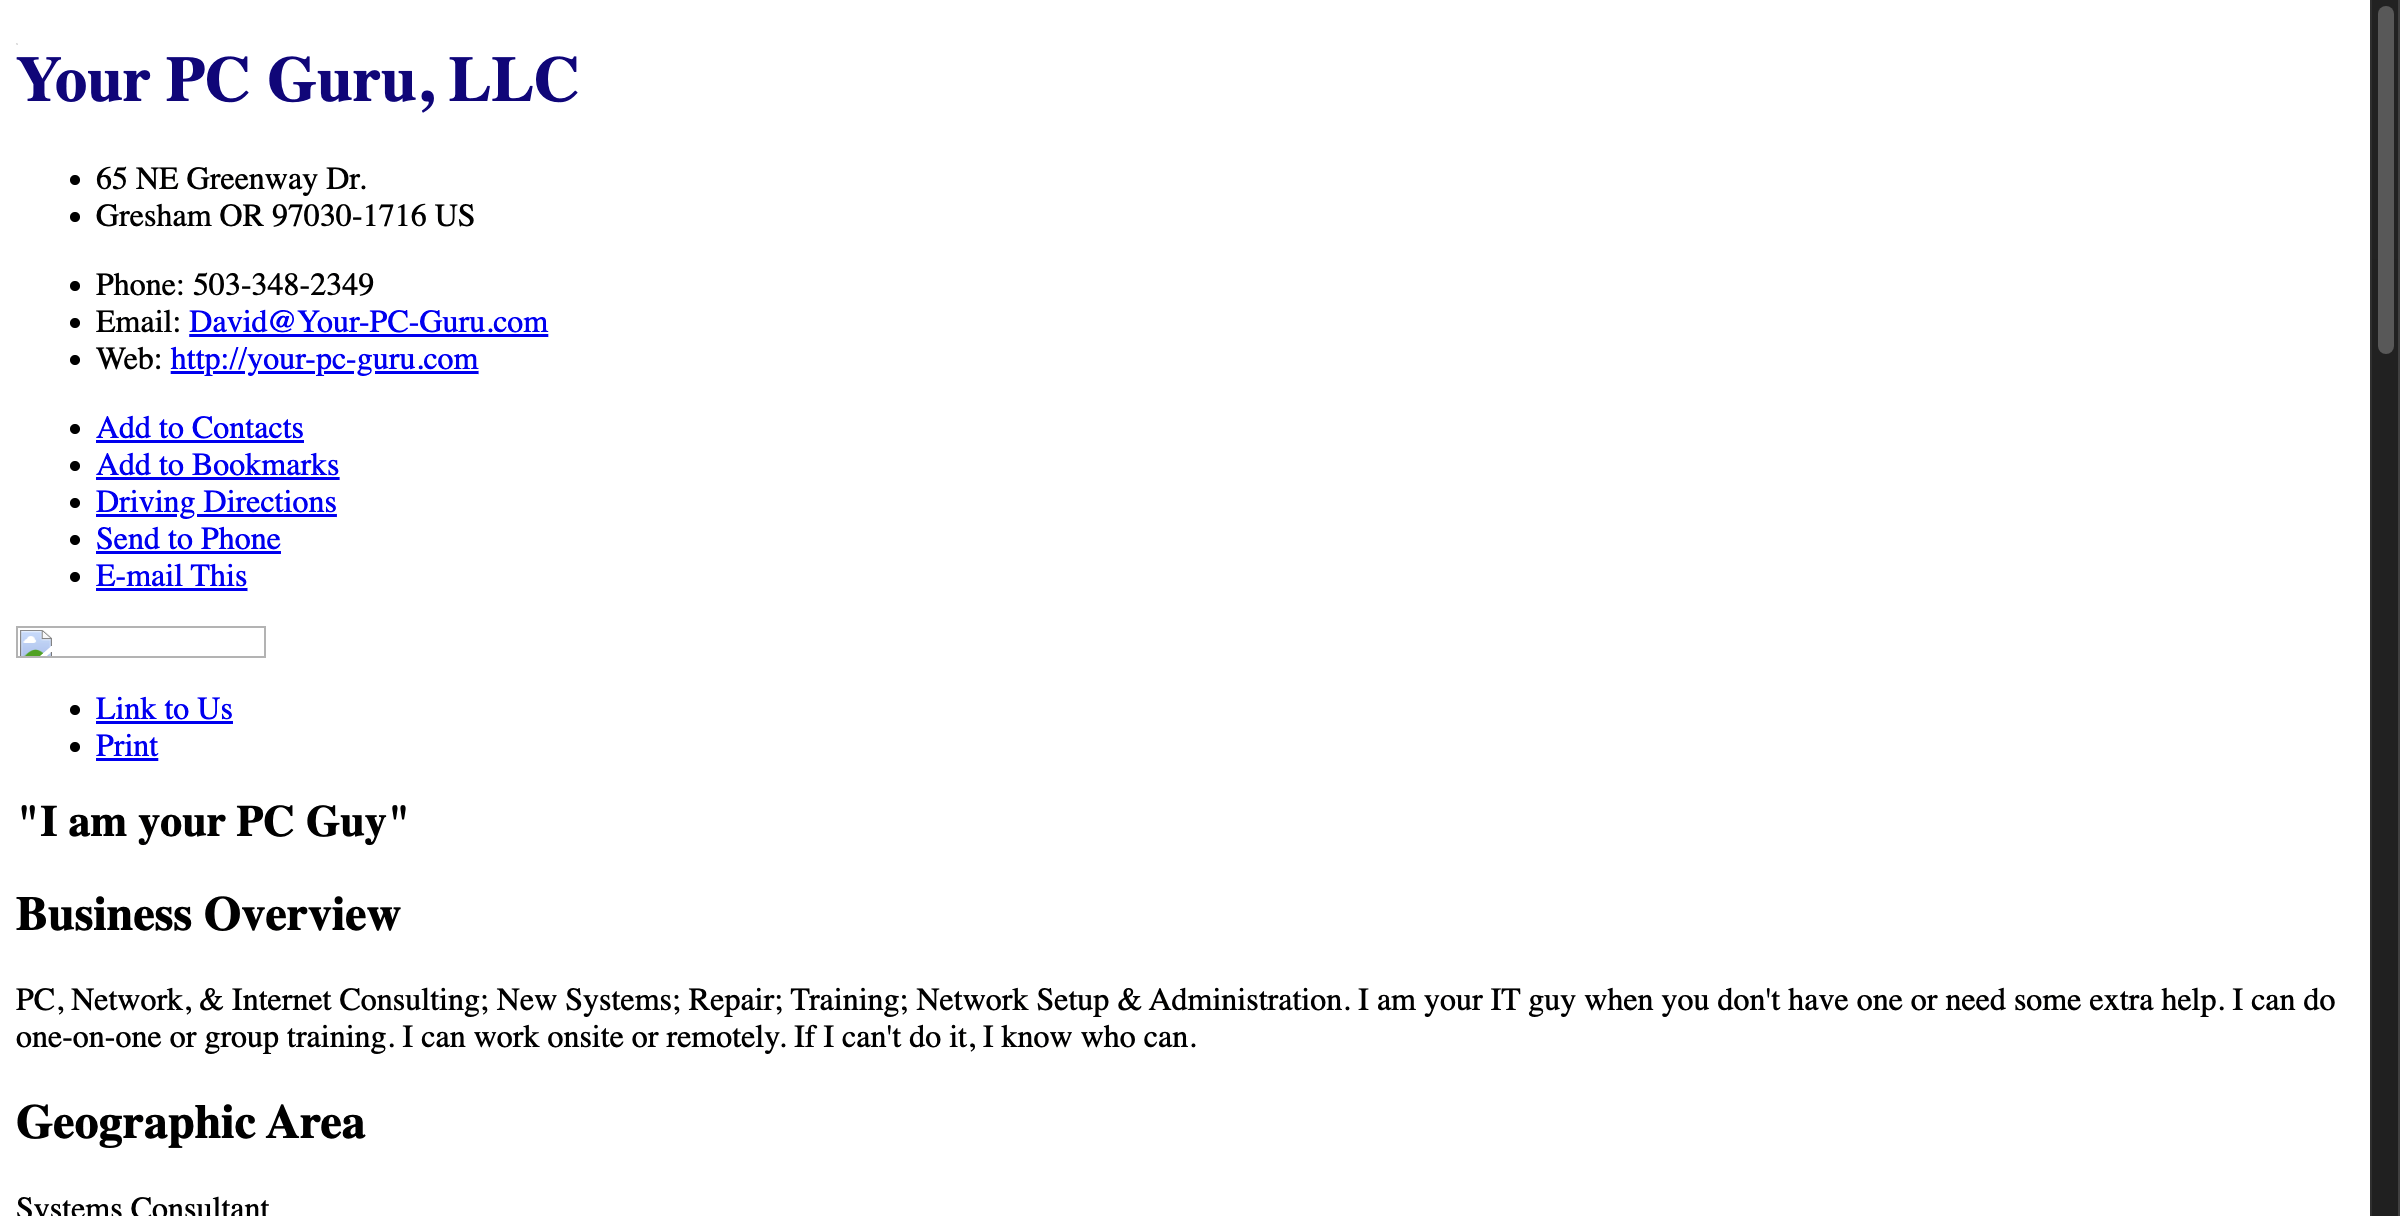 Your PC Guru, LLC
65 NE Greenway Dr.
Gresham OR 97030-1716 US
Phone: 503-348-2349
Email: David@Your-PC-Guru.com
Web: http://your-pc-guru.com
Add to Contacts
Add to Bookmarks
Driving Directions
Send to Phone
E-mail This
Link to Us
Print
"I am your PC Guy"
Business Overview
PC, Network, & Internet Consulting; New Systems; Repair; Training; Network Setup & Administration. I am your IT guy when you don't have one or need some extra help. I can do
one-on-one or group training. I can work onsite or remotely. If I can't do it, I know who can.
Geographic Area
Systems Consultant